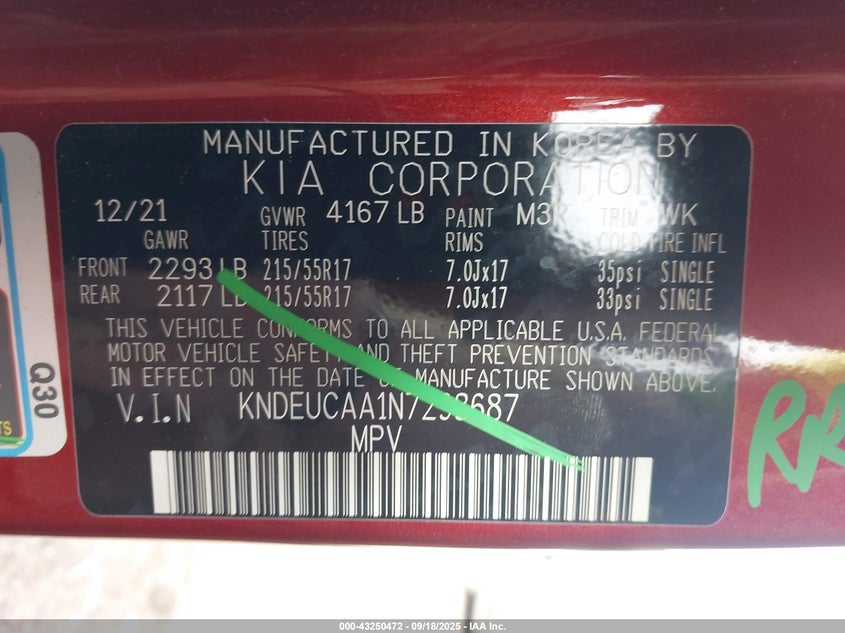 MANUFACTURED IN KOREA BY
KIA CORPORATION
12/21 GVWR 4167 LB PAINT M3R TRIM WK
GAWR TIRES RIMS COLD TIRE INFL
FRONT 2293 LB 215/55R17 7.0Jx17 35psi SINGLE
REAR 2117 LB 215/55R17 7.0Jx17 33psi SINGLE
THIS VEHICLE CONFORMS TO ALL APPLICABLE U.S.A. FEDERAL
MOTOR VEHICLE SAFETY AND THEFT PREVENTION STANDARDS
IN EFFECT ON THE DATE OF MANUFACTURE SHOWN ABOVE.
V.I.N KNDEUCAA1N7298687
MPV
Q30
RR
000-43250472 - 09/18/2025 - IAA Inc.